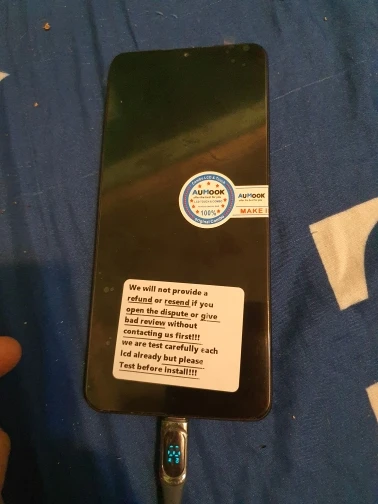 AUHOOK
AUHOOK
100%
MAKE
We will not provide a
refund or resend if you
open the dispute or give
bad review without
contacting us first!!!
we are test carefully each
lcd already but please
Test before install!!!